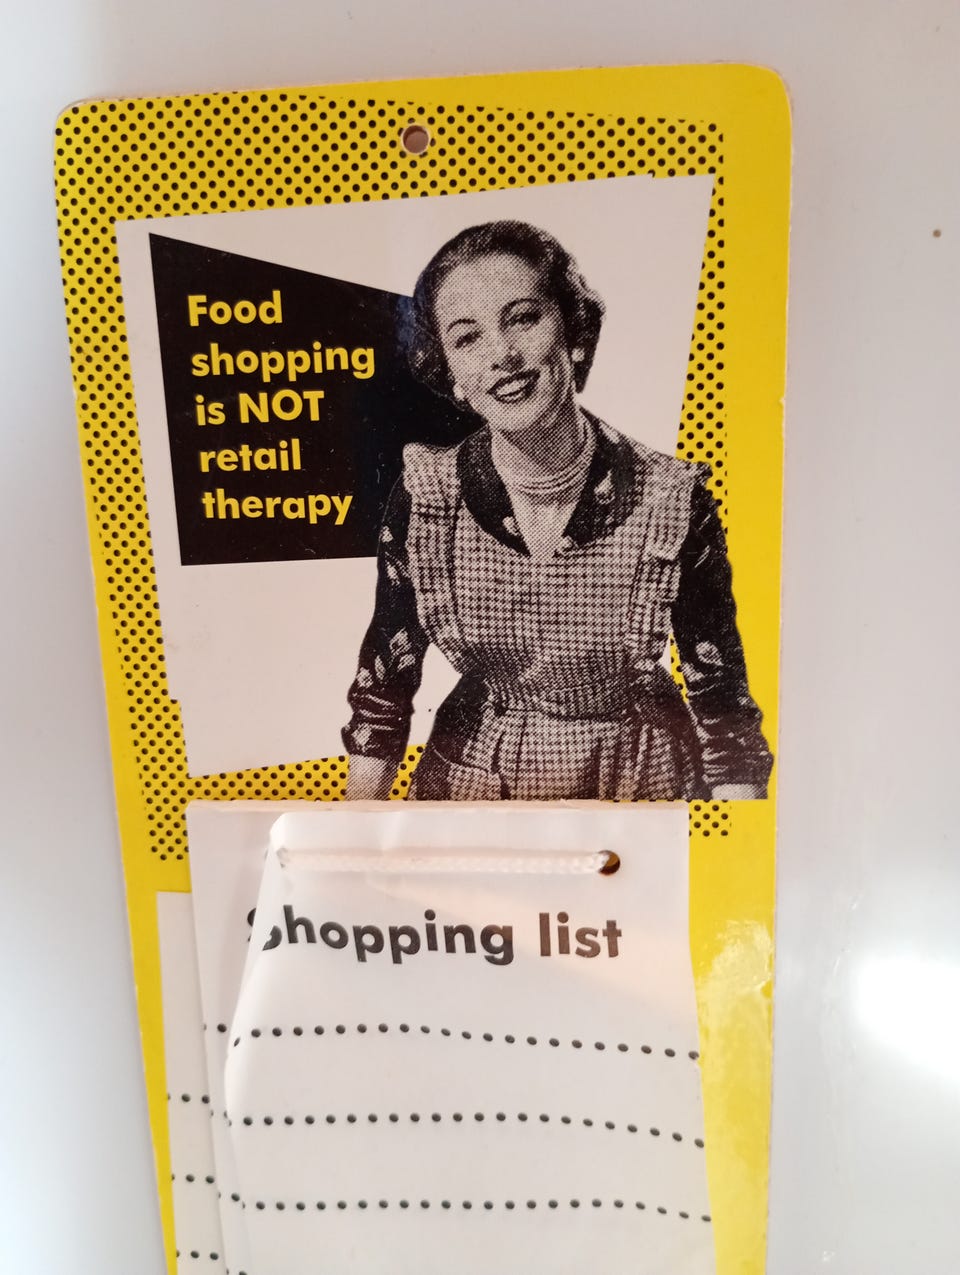 Food
shopping
is NOT
retail
therapy
Shopping list